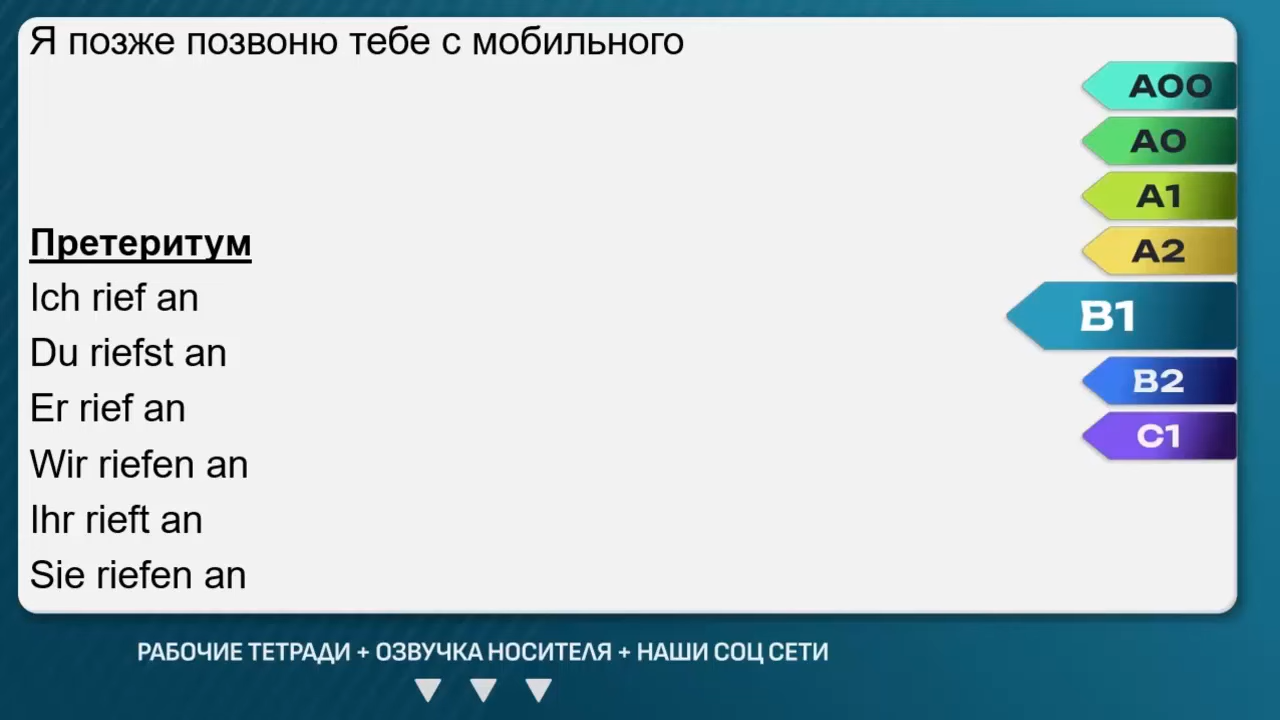 Я позже позвоню тебе с мобильного
Претеритум
Ich rief an
Du riefst an
Er rief an
Wir riefen an
Ihr rieft an
Sie riefen an
A00
A0
A1
A2
B1
B2
C1
РАБОЧИЕ ТЕТРАДИ + ОЗВУЧКА НОСИТЕЛЯ + НАШИ СОЦ СЕТИ